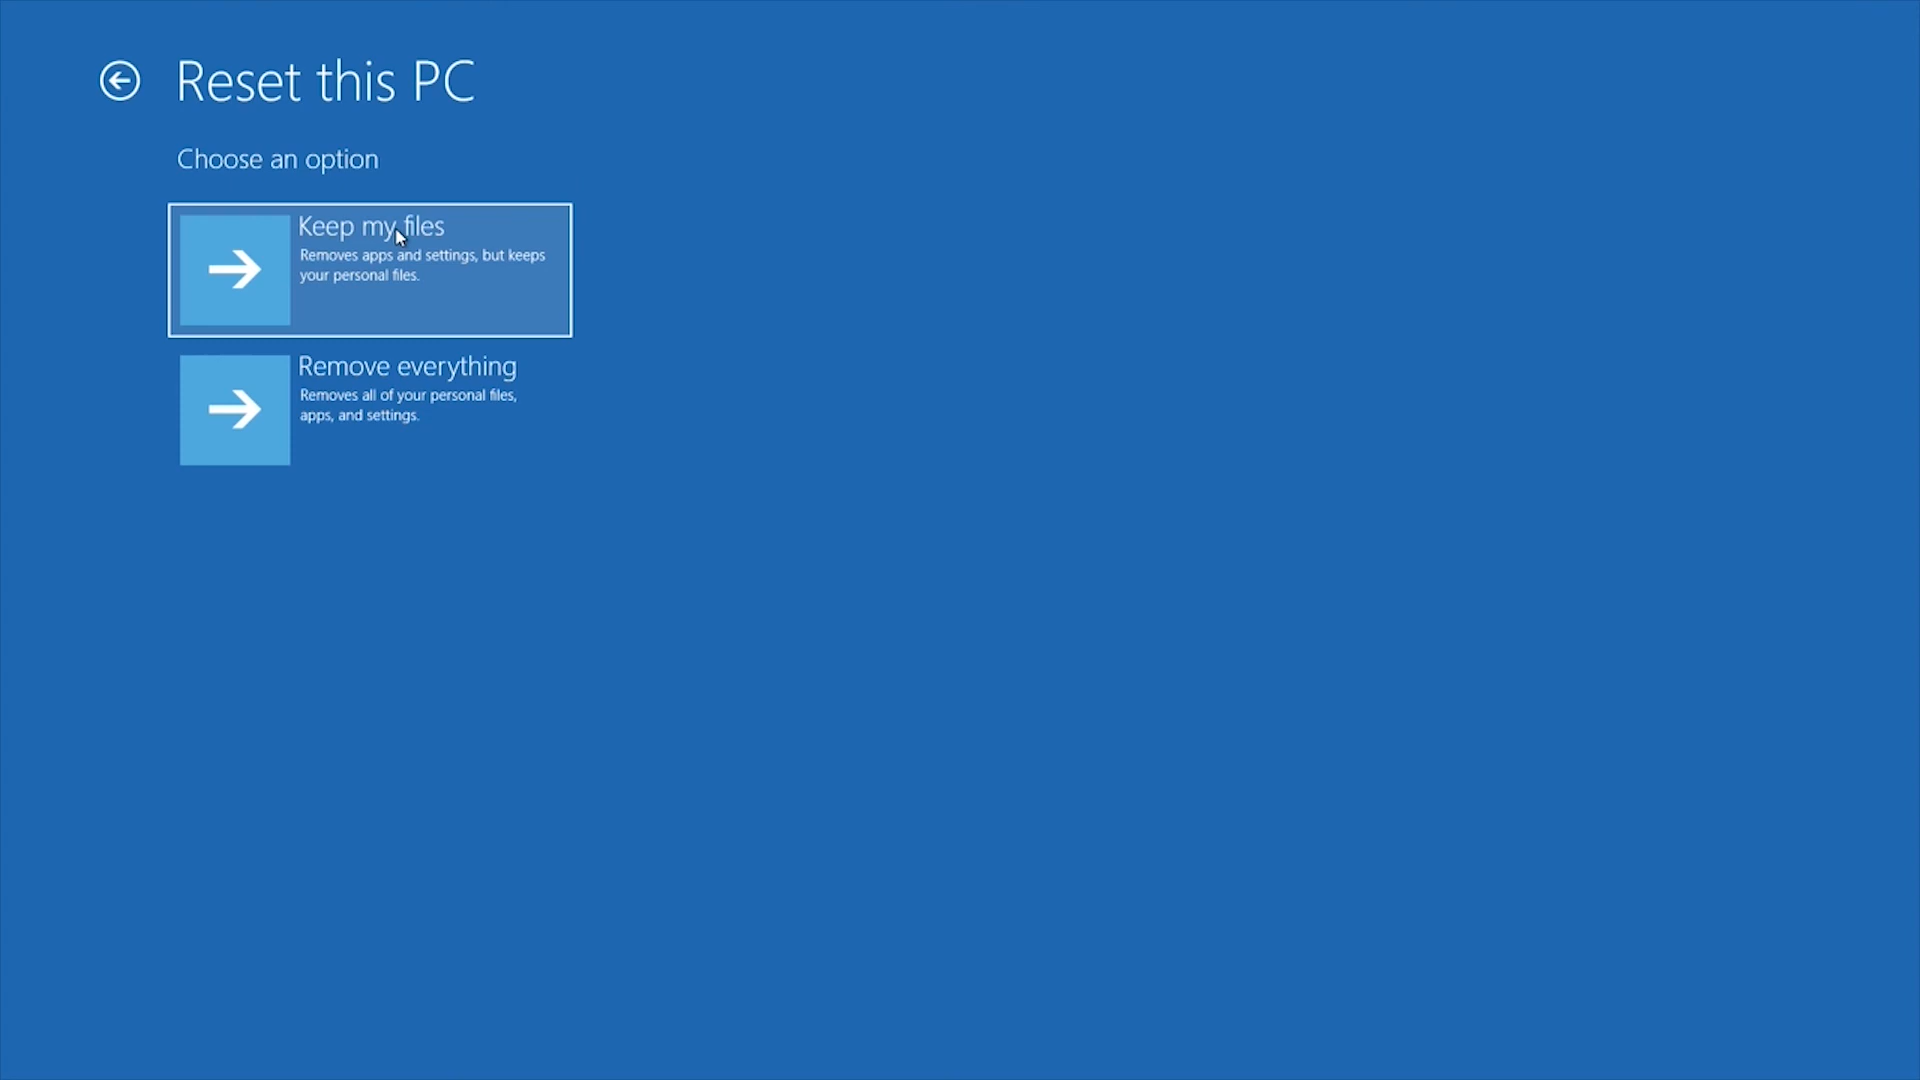 Reset this PC
Choose an option
Keep my files
Removes apps and settings, but keeps
your personal files.
Remove everything
Removes all of your personal files,
apps, and settings.